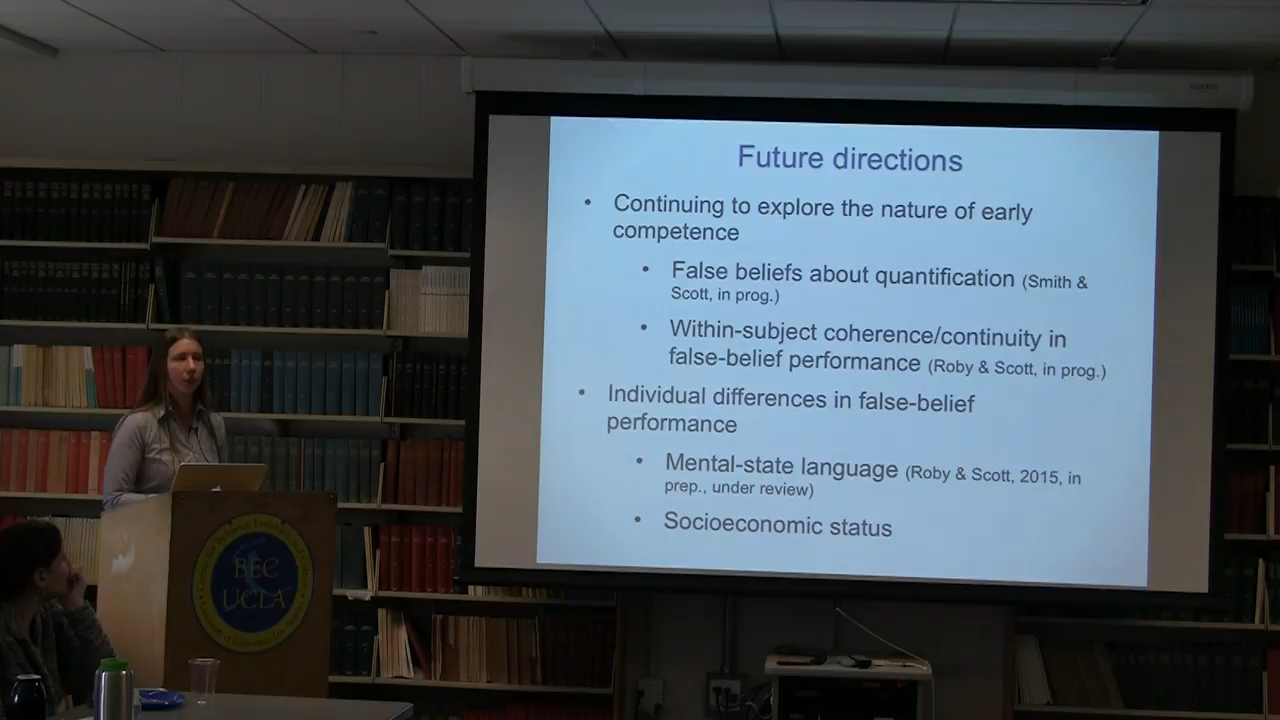 Future directions
• Continuing to explore the nature of early
competence
• False beliefs about quantification (Smith &
Scott, in prog.)
• Within-subject coherence/continuity in
false-belief performance (Roby & Scott, in prog.)
• Individual differences in false-belief
performance
• Mental-state language (Roby & Scott, 2015, in
prep., under review)
• Socioeconomic status
BEC
UCLA